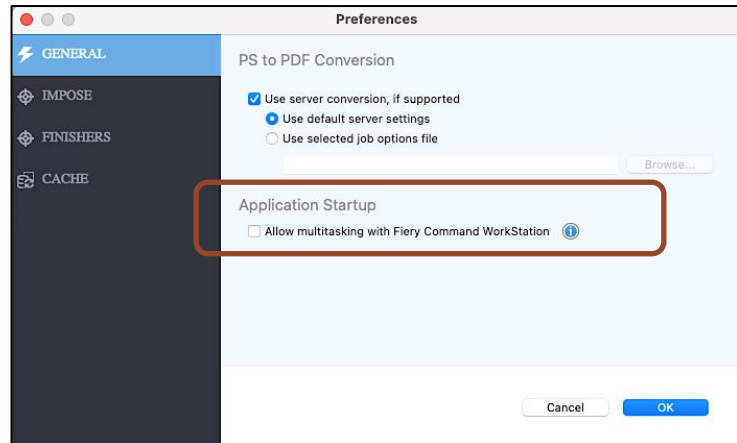 Preferences
GENERAL
IMPOSE
FINISHERS
CACHE
PS to PDF Conversion
Use server conversion, if supported
Use default server settings
Use selected job options file
Browse...
Application Startup
Allow multitasking with Fiery Command WorkStation
Cancel
OK